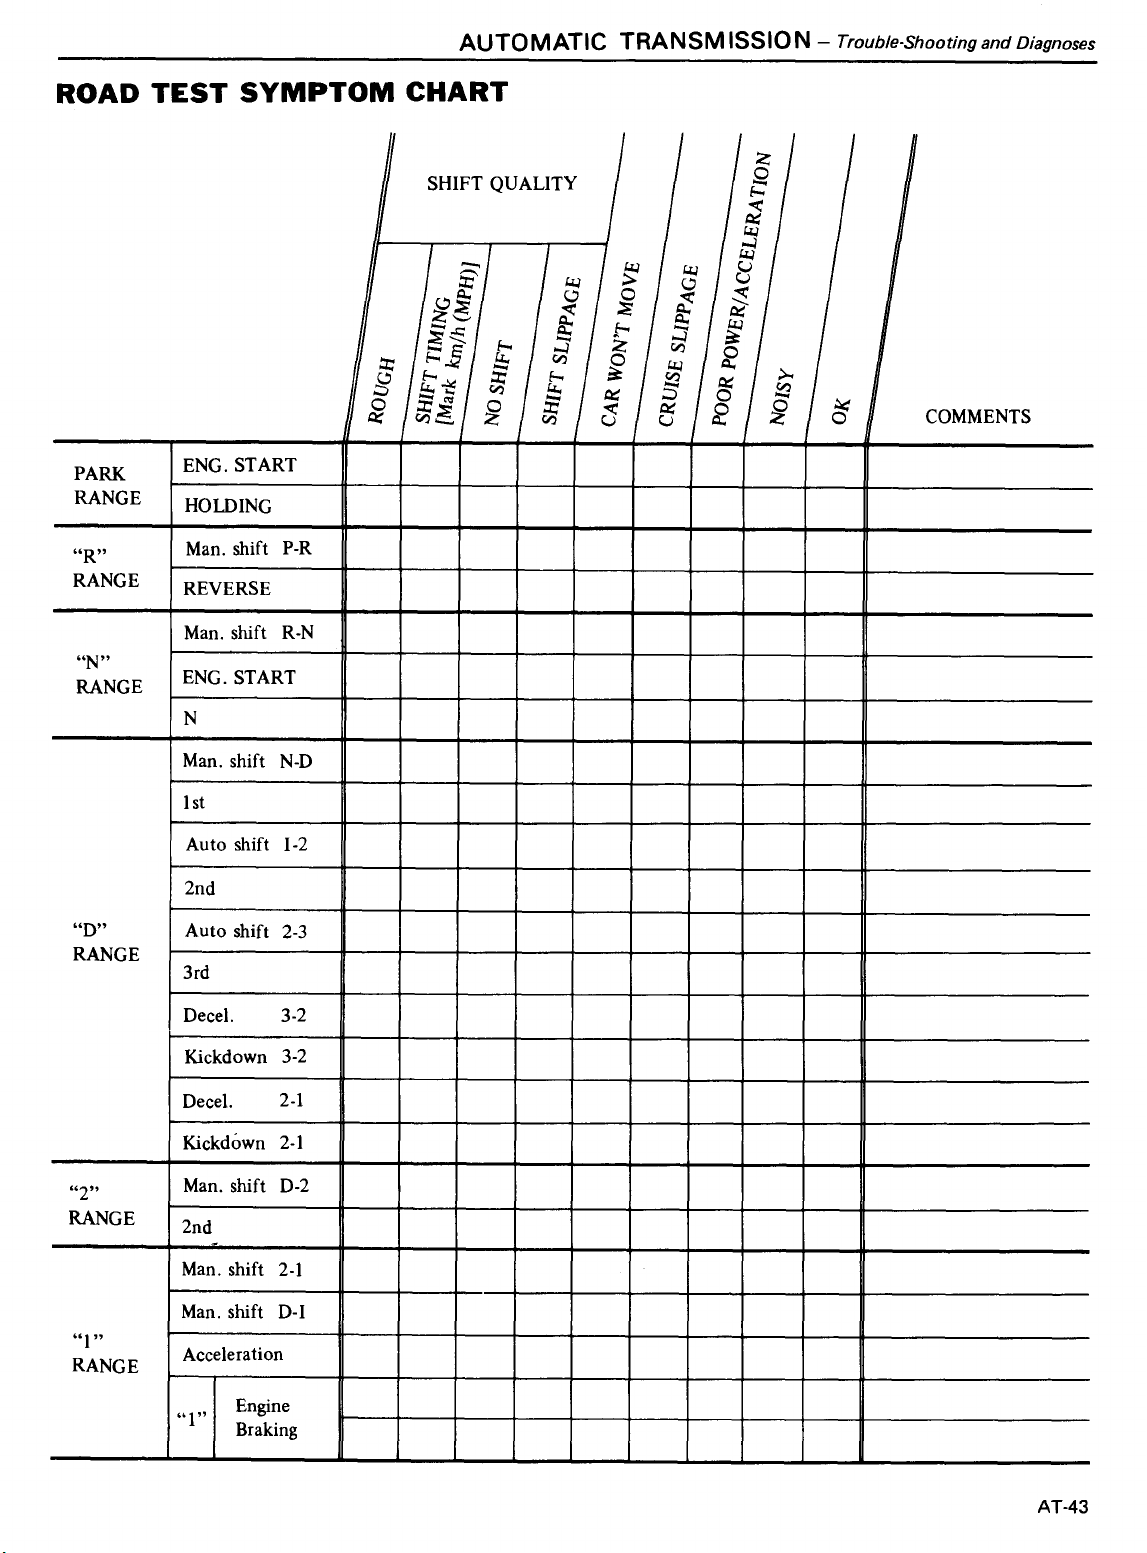 AUTOMATIC TRANSMISSION – Trouble-Shooting and Diagnoses
ROAD TEST SYMPTOM CHART
SHIFT QUALITY
ROUGH
SHIFT TIMING
[Mark km/h (MPH)]
NO SHIFT
SHIFT SLIPPAGE
CAR WON'T MOVE
CRUISE SLIPPAGE
POOR POWER/ACCELERATION
NOISY
OK
COMMENTS
PARK
RANGE
ENG. START
HOLDING
“R”
RANGE
Man. shift P-R
REVERSE
“N”
RANGE
Man. shift R-N
ENG. START
N
“D”
RANGE
Man. shift N-D
1st
Auto shift 1-2
2nd
Auto shift 2-3
3rd
Decel. 3-2
Kickdown 3-2
Decel. 2-1
Kickdown 2-1
“2”
RANGE
Man. shift D-2
2nd
“1”
RANGE
Man. shift 2-1
Man. shift D-1
Acceleration
“1”
Engine
Braking
AT-43